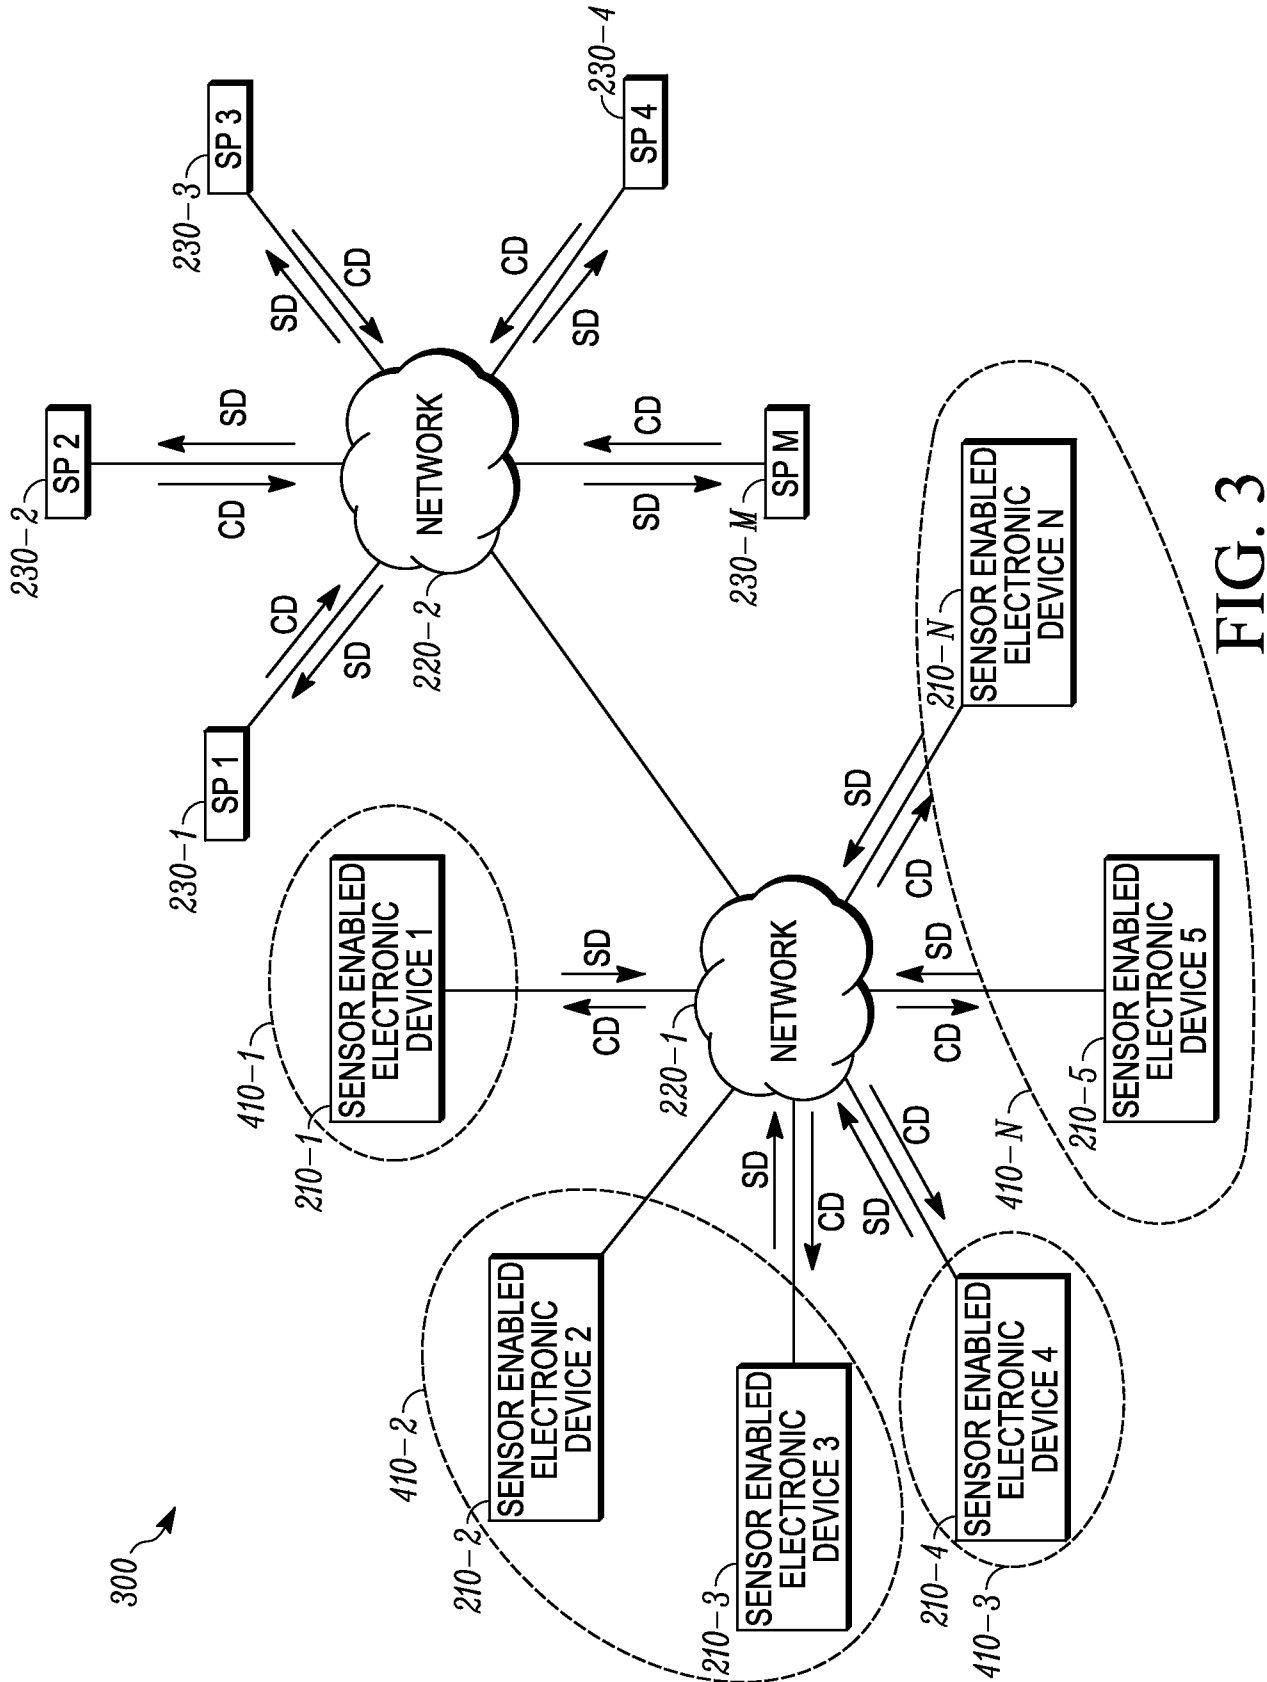 300
410-1
210-1
SENSOR ENABLED
ELECTRONIC
DEVICE 1
230-1
SP 1
230-2
SP 2
230-3
SP 3
230-4
SP 4
230-M
SP M
CD
SD
CD
SD
SD
CD
CD
SD
SD
CD
NETWORK
220-2
410-2
210-2
SENSOR ENABLED
ELECTRONIC
DEVICE 2
210-3
SENSOR ENABLED
ELECTRONIC
DEVICE 3
CD
SD
SD
CD
SD
CD
CD
SD
SD
CD
220-1
NETWORK
410-3
210-4
SENSOR ENABLED
ELECTRONIC
DEVICE 4
410-N
210-5
SENSOR ENABLED
ELECTRONIC
DEVICE 5
210-N
SENSOR ENABLED
ELECTRONIC
DEVICE N
FIG. 3